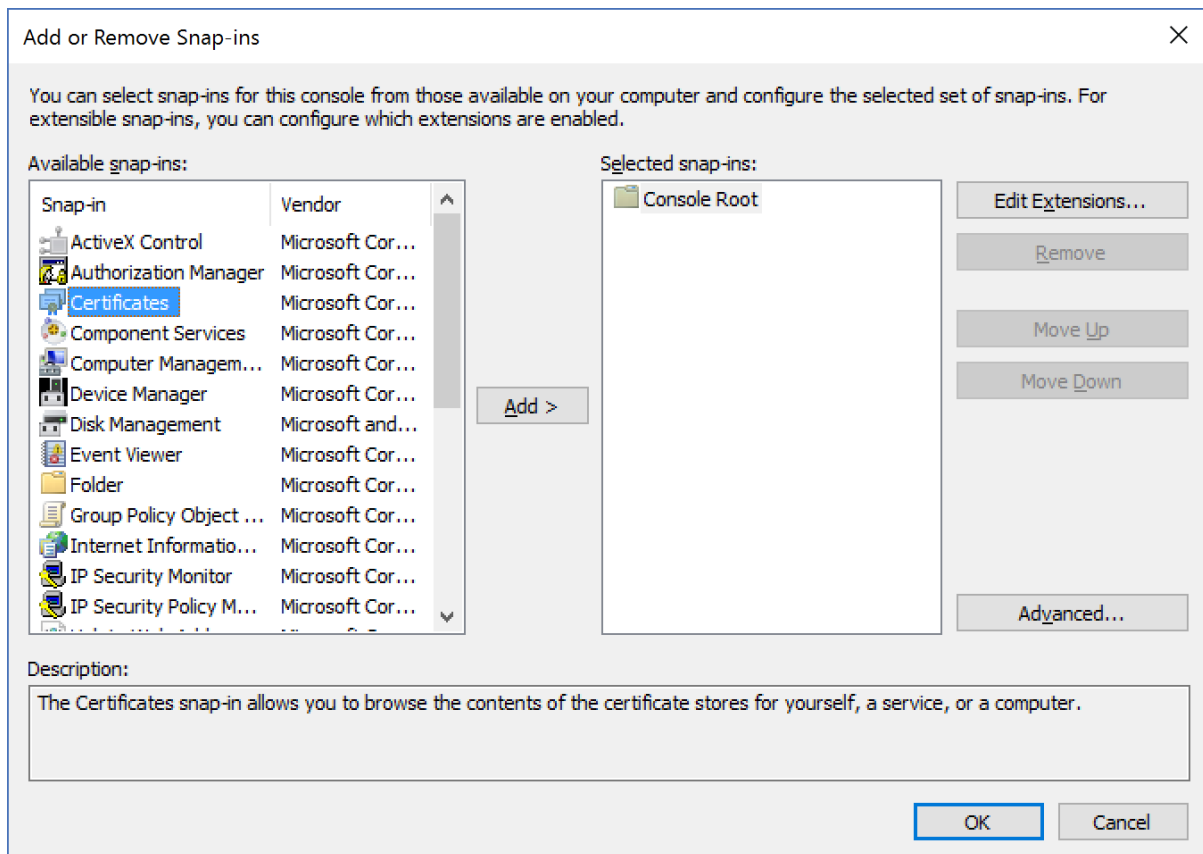 Add or Remove Snap-ins
You can select snap-ins for this console from those available on your computer and configure the selected set of snap-ins. For
extensible snap-ins, you can configure which extensions are enabled.
Available snap-ins:
Snap-in Vendor
ActiveX Control Microsoft Cor...
Authorization Manager Microsoft Cor...
Certificates Microsoft Cor...
Component Services Microsoft Cor...
Computer Managem... Microsoft Cor...
Device Manager Microsoft Cor...
Disk Management Microsoft and...
Event Viewer Microsoft Cor...
Folder Microsoft Cor...
Group Policy Object ... Microsoft Cor...
Internet Informatio... Microsoft Cor...
IP Security Monitor Microsoft Cor...
IP Security Policy M... Microsoft Cor...
Add >
Selected snap-ins:
Console Root
Edit Extensions...
Remove
Move Up
Move Down
Advanced...
Description:
The Certificates snap-in allows you to browse the contents of the certificate stores for yourself, a service, or a computer.
OK
Cancel